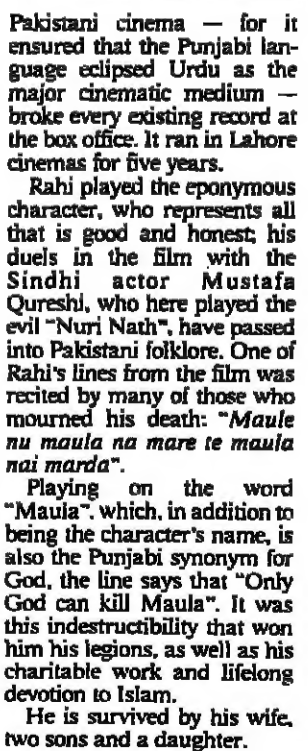 Pakistani cinema — for it
ensured that the Punjabi lan-
guage eclipsed Urdu as the
major cinematic medium —
broke every existing record at
the box office. It ran in Lahore
cinemas for five years.
Rahi played the eponymous
character, who represents all
that is good and honest; his
duels in the film with the
Sindhi actor Mustafa
Qureshi, who here played the
evil "Nuri Nath", have passed
into Pakistani folklore. One of
Rahi's lines from the film was
recited by many of those who
mourned his death: "Maule
nu maula na mare te maula
nai marda".
Playing on the word
"Maula", which, in addition to
being the character's name, is
also the Punjabi synonym for
God, the line says that "Only
God can kill Maula". It was
this indestructibility that won
him his legions, as well as his
charitable work and lifelong
devotion to Islam.
He is survived by his wife,
two sons and a daughter.